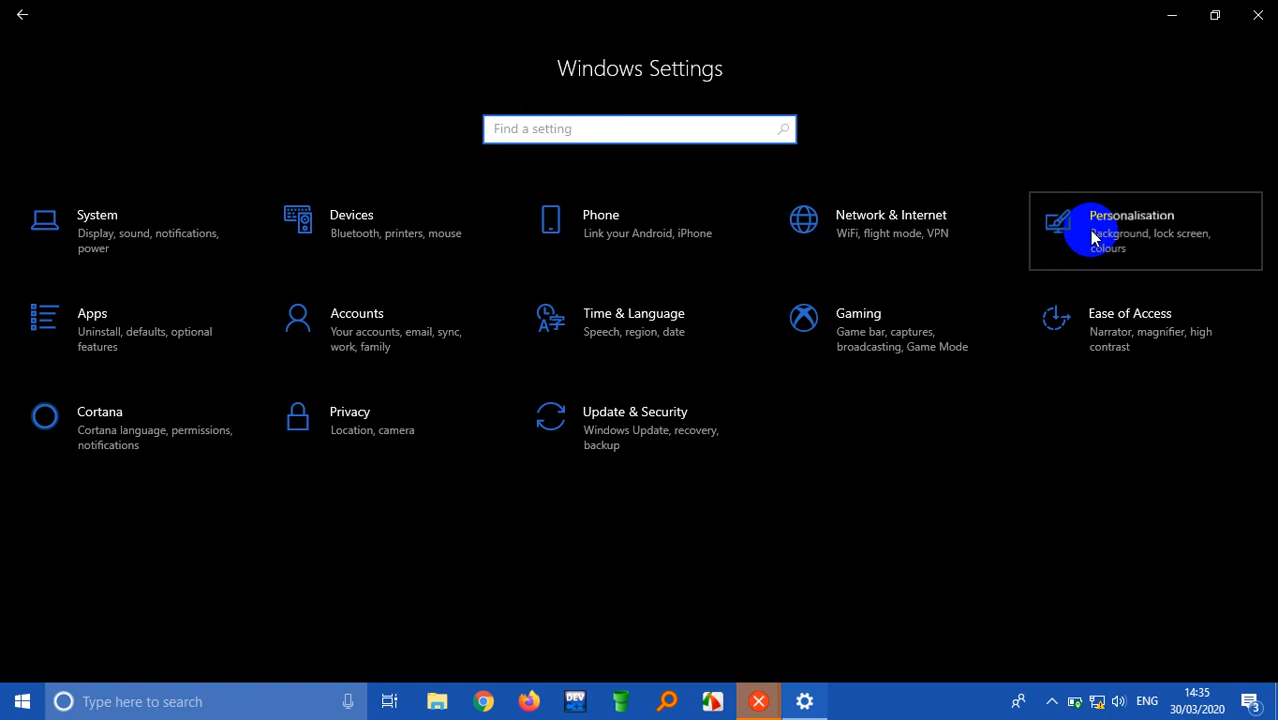 Windows Settings
Find a setting
System
Display, sound, notifications,
power
Devices
Bluetooth, printers, mouse
Phone
Link your Android, iPhone
Network & Internet
WiFi, flight mode, VPN
Personalisation
Background, lock screen,
colours
Apps
Uninstall, defaults, optional
features
Accounts
Your accounts, email, sync,
work, family
Time & Language
Speech, region, date
Gaming
Game bar, captures,
broadcasting, Game Mode
Ease of Access
Narrator, magnifier, high
contrast
Cortana
Cortana language, permissions,
notifications
Privacy
Location, camera
Update & Security
Windows Update, recovery,
backup
Type here to search
DEV
ENG
14:35
30/03/2020
3